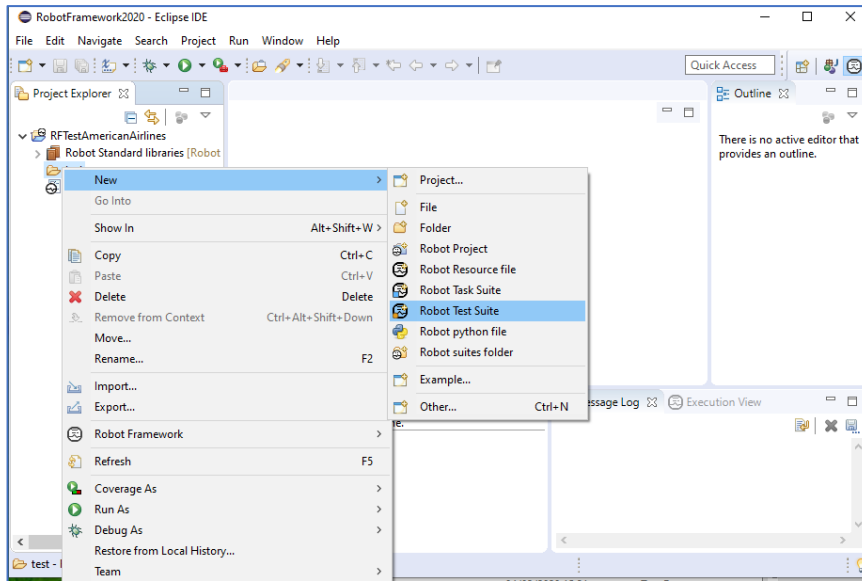 RobotFramework2020 - Eclipse IDE
File Edit Navigate Search Project Run Window Help
Quick Access
Project Explorer
Outline
RFTestAmericanAirlines
Robot Standard libraries [Robot
There is no active editor that
provides an outline.
New
Go Into
Show In Alt+Shift+W >
Copy Ctrl+C
Paste Ctrl+V
Delete Delete
Remove from Context Ctrl+Alt+Shift+Down
Move...
Rename... F2
Import...
Export...
Robot Framework
Refresh F5
Coverage As
Run As
Debug As
Restore from Local History...
Team
Project...
File
Folder
Robot Project
Robot Resource file
Robot Task Suite
Robot Test Suite
Robot python file
Robot suites folder
Example...
Other... Ctrl+N
essage Log Execution View
ne.
test -